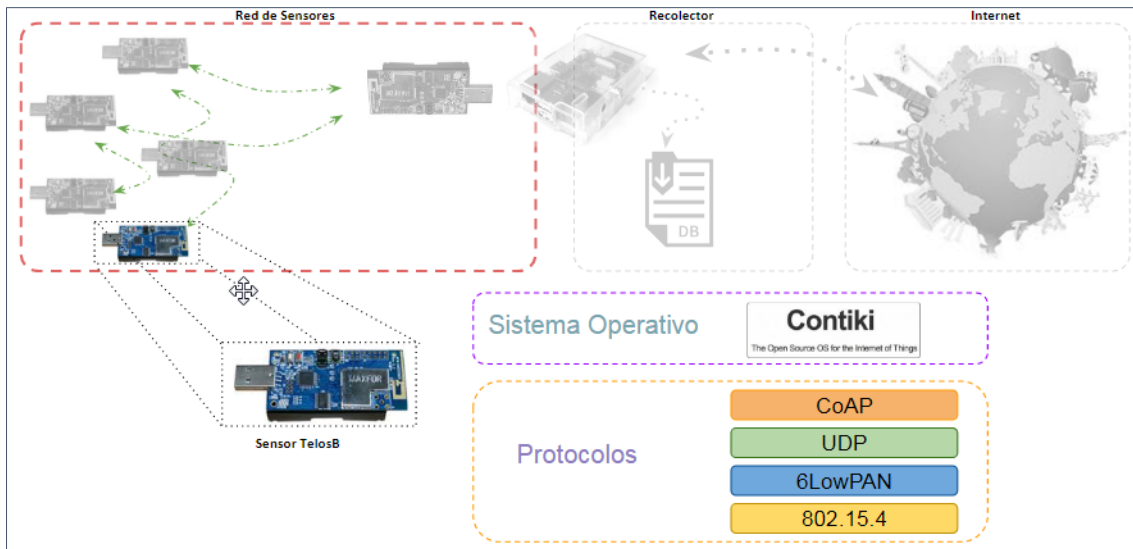 Red de Sensores
Recolector
Internet
MAXFOR
DB
MAXFOR
Sensor TelosB
Sistema Operativo
Contiki
The Open Source OS for the Internet of Things
Protocolos
CoAP
UDP
6LowPAN
802.15.4